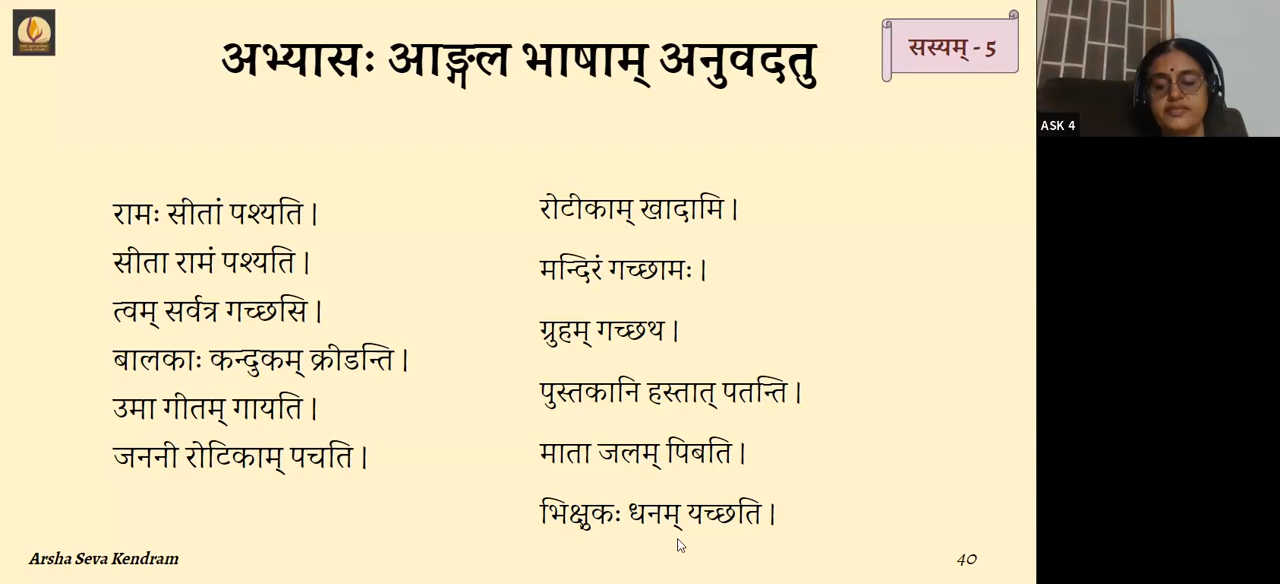 अभ्यासः आङ्गल भाषाम् अनुवदतु
सस्यम् - 5
ASK 4
रामः सीतां पश्यति |
सीता रामं पश्यति |
त्वम् सर्वत्र गच्छसि |
बालकाः कन्दुकम् क्रीडन्ति |
उमा गीतम् गायति |
जननी रोटिकाम् पचति |
रोटीकाम् खादामि |
मन्दिरं गच्छामः |
ग्रुहम् गच्छथ |
पुस्तकानि हस्तात् पतन्ति |
माता जलम् पिबति |
भिक्षुकः धनम् यच्छति |
Arsha Seva Kendram
40